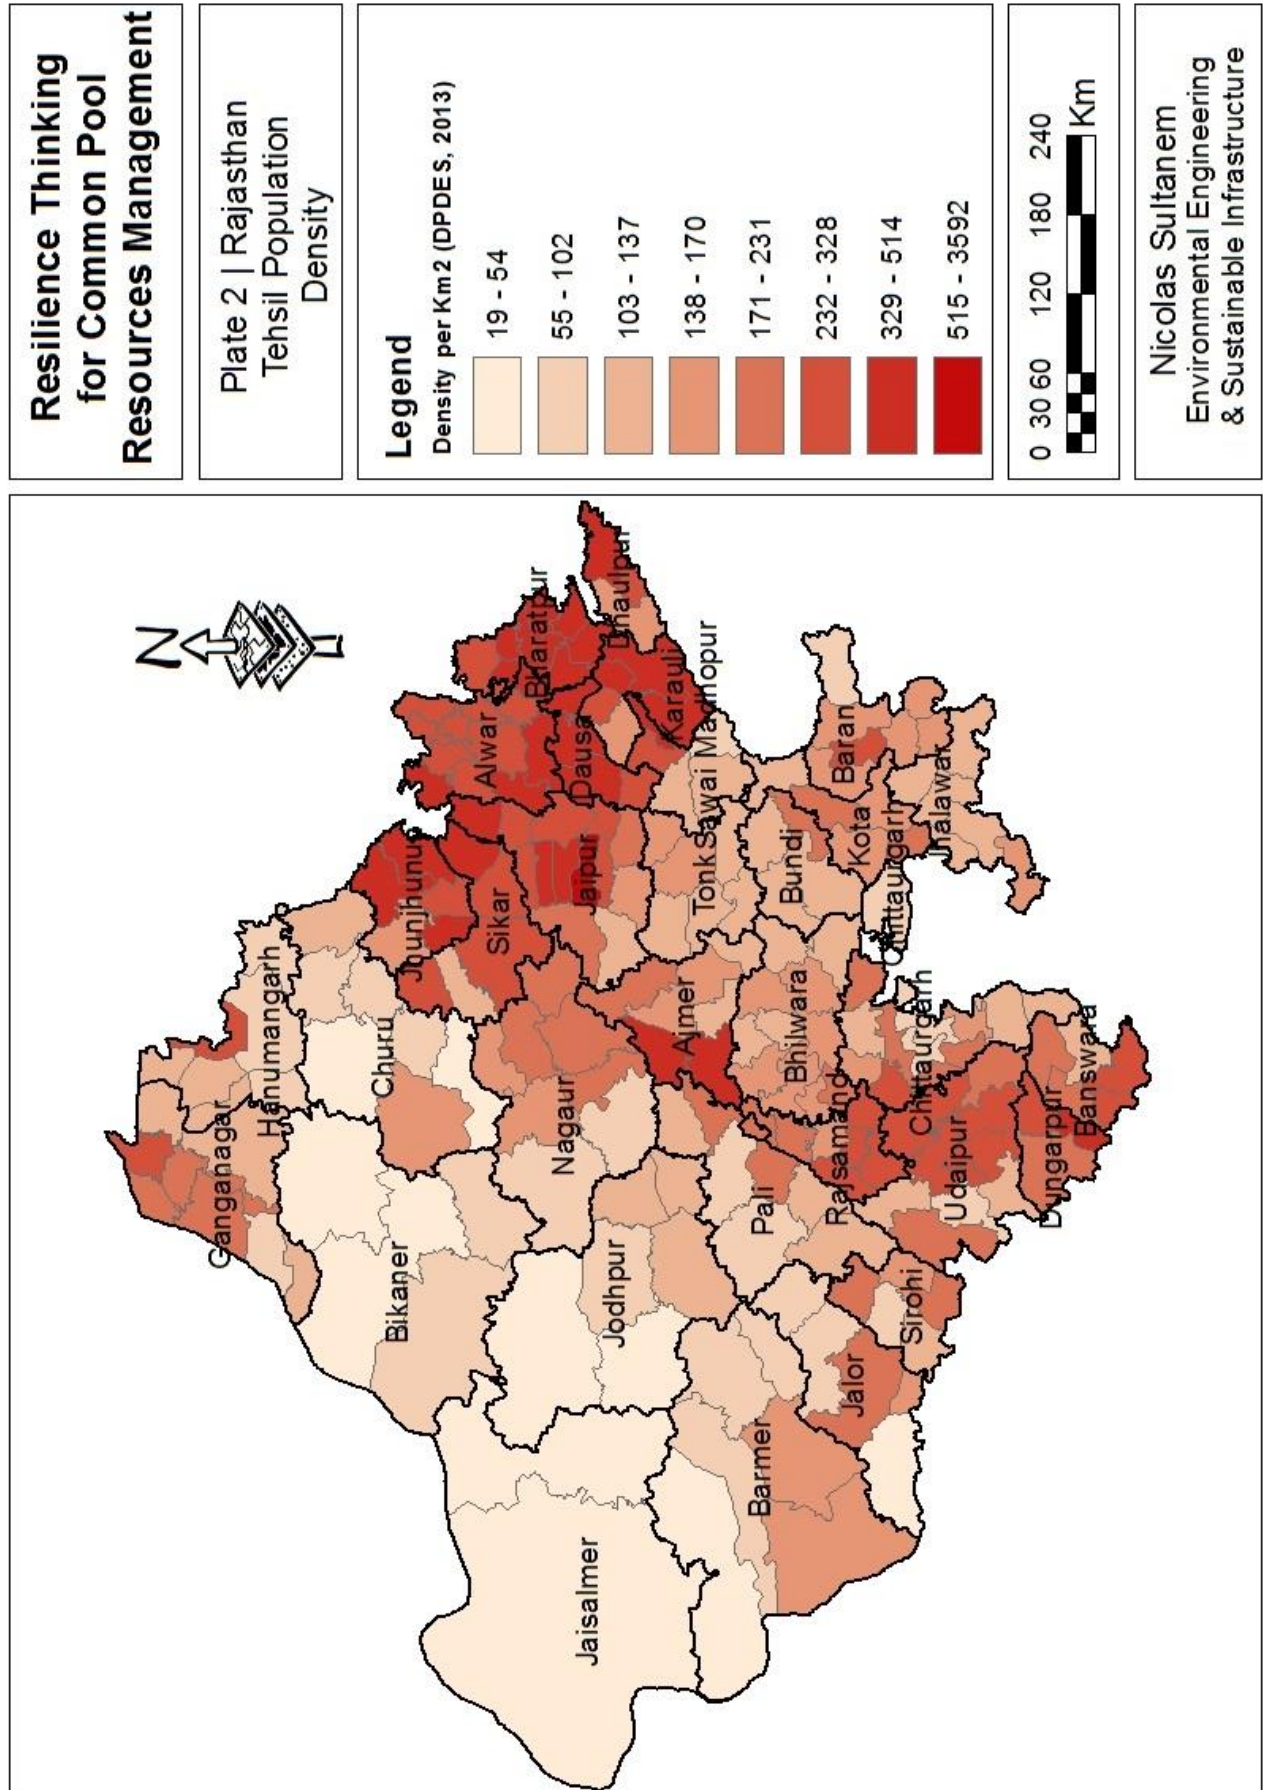 Resilience Thinking
for Common Pool
Resources Management
Plate 2 | Rajasthan
Tehsil Population
Density
Legend
Density per Km2 (DPDES, 2013)
19 - 54
55 - 102
103 - 137
138 - 170
171 - 231
232 - 328
329 - 514
515 - 3592
0 30 60 120 180 240
Km
Nicolas Sultanem
Environmental Engineering
& Sustainable Infrastructure
N
Ganganagar
Hanumangarh
Churu
Bikaner
Jhunjhunu
Sikar
Alwar
Bharatpur
Dausa
Jaipur
Dhaulpur
Karauli
Sawai Madhopur
Tonk
Nagaur
Ajmer
Jodhpur
Jaisalmer
Barmer
Pali
Bhilwara
Bundi
Kota
Baran
Chittaurgarh
Jhalawar
Rajsamand
Chittaurgarh
Jalor
Sirohi
Udaipur
Dungarpur
Banswara